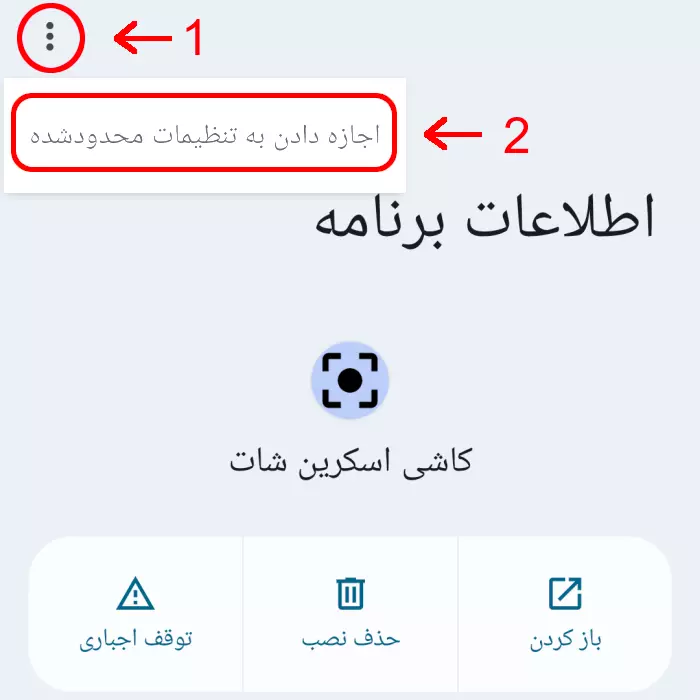 1
اجازه دادن به تنظیمات محدودشده
2
اطلاعات برنامه
کاشی اسکرین شات
باز کردن
حذف نصب
توقف اجباری